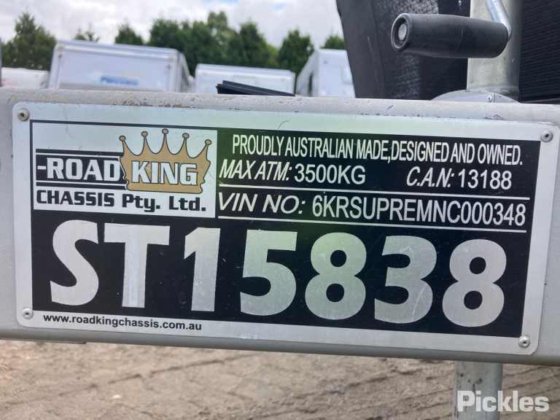 -ROAD KING
CHASSIS Pty. Ltd.
PROUDLY AUSTRALIAN MADE,DESIGNED AND OWNED.
MAX ATM: 3500KG C.A.N: 13188
VIN NO: 6KRSUPREMNC000348
ST15838
www.roadkingchassis.com.au
Pickles